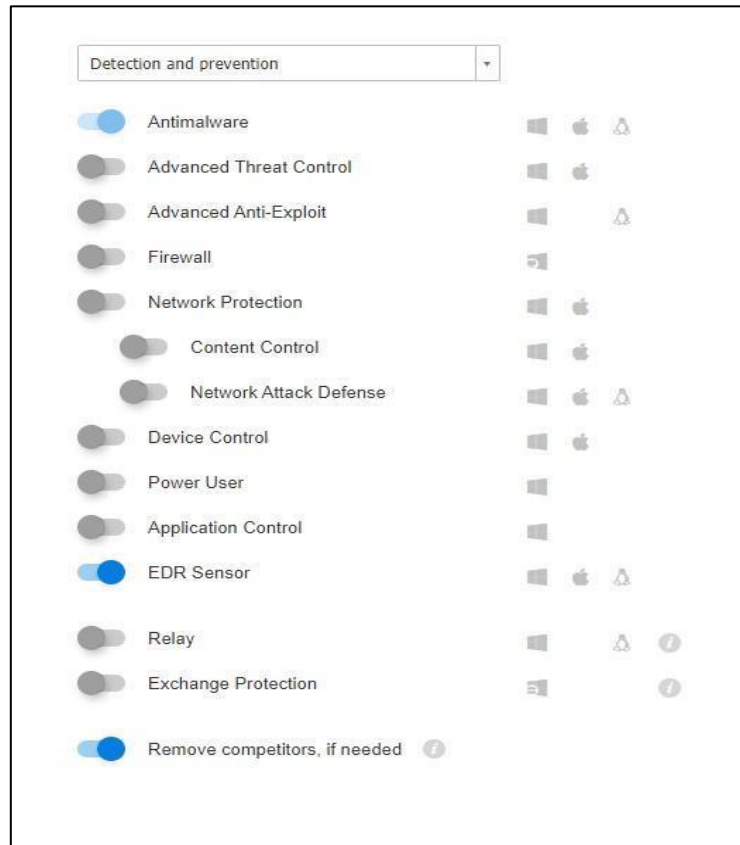 Detection and prevention
Antimalware
Advanced Threat Control
Advanced Anti-Exploit
Firewall
Network Protection
Content Control
Network Attack Defense
Device Control
Power User
Application Control
EDR Sensor
Relay
Exchange Protection
Remove competitors, if needed